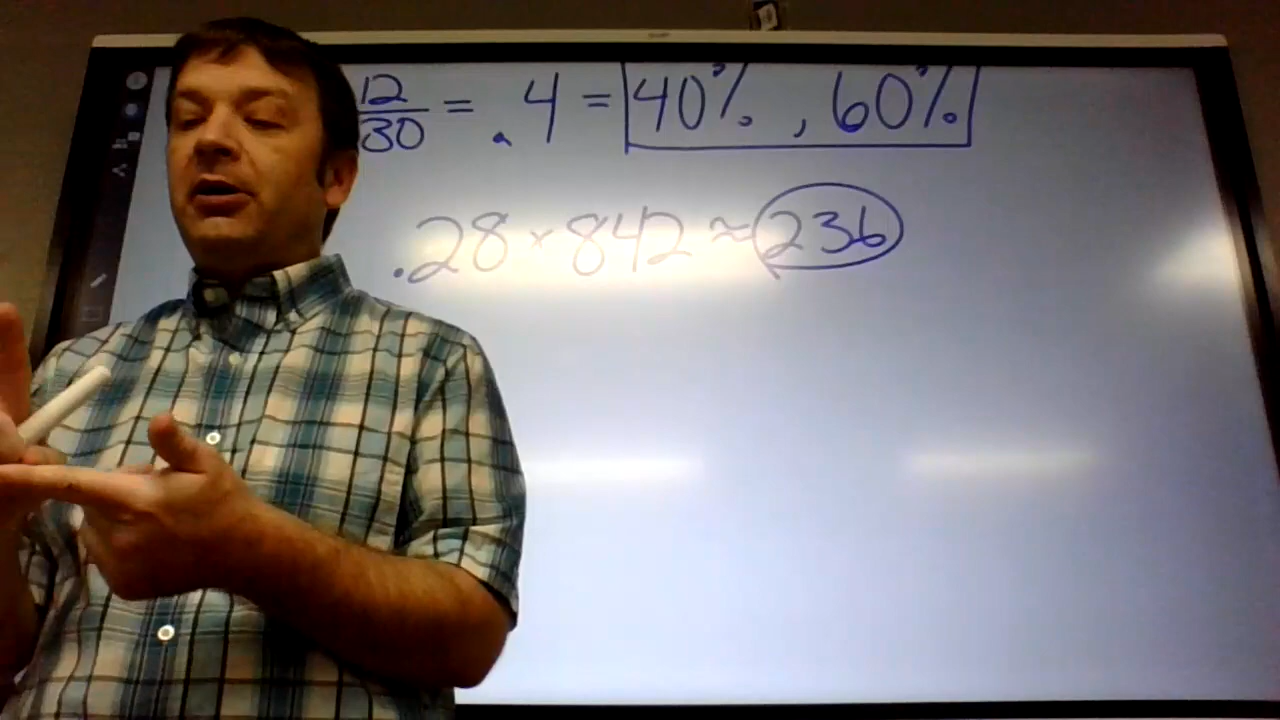 12/30 = .4 = 40% , 60%
.28 × 842 ≈ 236